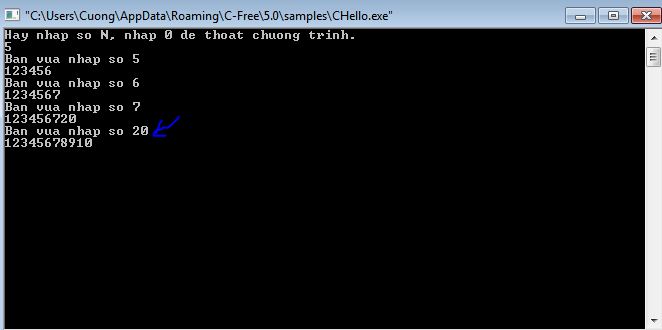 "C:\Users\Cuong\AppData\Roaming\C-Free\5.0\samples\CHello.exe"
Hay nhap so N, nhap 0 de thoat chuong trinh.
5
Ban vua nhap so 5
123456
Ban vua nhap so 6
1234567
Ban vua nhap so 7
123456720
Ban vua nhap so 20
12345678910